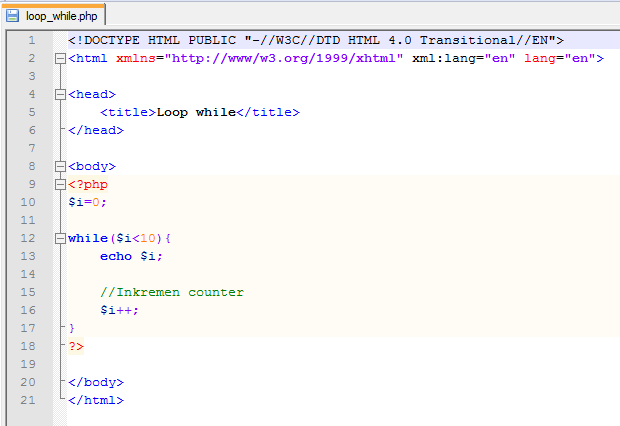 loop_while.php
1 <!DOCTYPE HTML PUBLIC "-//W3C//DTD HTML 4.0 Transitional//EN">
2 <html xmlns="http://www/w3.org/1999/xhtml" xml:lang="en" lang="en">
3
4 <head>
5     <title>Loop while</title>
6 </head>
7
8 <body>
9 <?php
10 $i=0;
11
12 while($i<10){
13     echo $i;
14
15     //Inkremen counter
16     $i++;
17 }
18 ?>
19
20 </body>
21 </html>